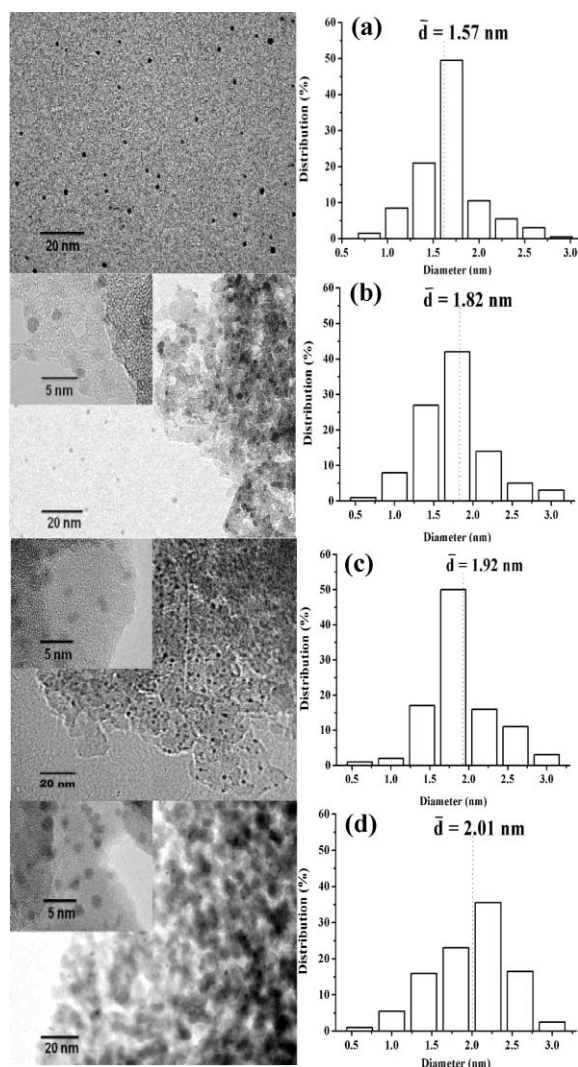 (a)
d̄ = 1.57 nm
Distribution (%)
60
50
40
30
20
10
0
0.5 1.0 1.5 2.0 2.5 3.0
Diameter (nm)
20 nm
(b)
d̄ = 1.82 nm
Distribution (%)
60
50
40
30
20
10
0
0.5 1.0 1.5 2.0 2.5 3.0
Diameter (nm)
5 nm
20 nm
(c)
d̄ = 1.92 nm
Distribution (%)
60
50
40
30
20
10
0
0.5 1.0 1.5 2.0 2.5 3.0
Diameter (nm)
5 nm
20 nm
(d)
d̄ = 2.01 nm
Distribution (%)
60
50
40
30
20
10
0
0.5 1.0 1.5 2.0 2.5 3.0
Diameter (nm)
5 nm
20 nm